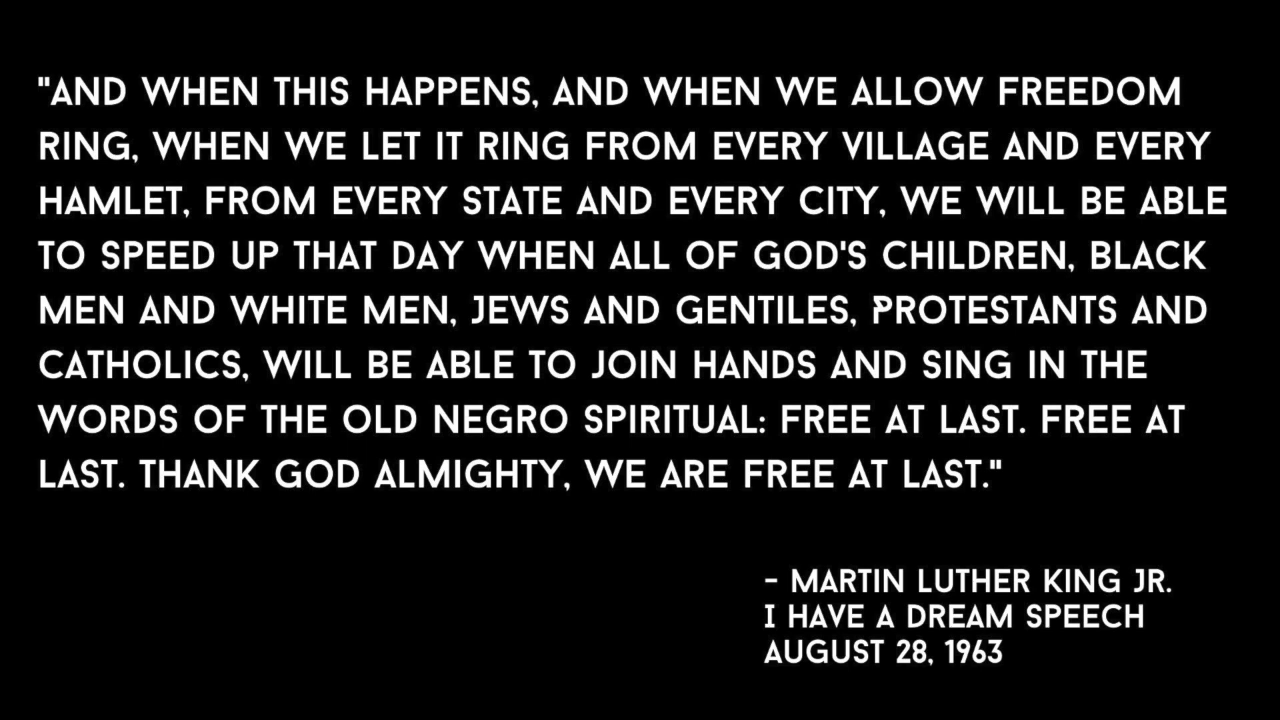 "AND WHEN THIS HAPPENS, AND WHEN WE ALLOW FREEDOM
RING, WHEN WE LET IT RING FROM EVERY VILLAGE AND EVERY
HAMLET, FROM EVERY STATE AND EVERY CITY, WE WILL BE ABLE
TO SPEED UP THAT DAY WHEN ALL OF GOD'S CHILDREN, BLACK
MEN AND WHITE MEN, JEWS AND GENTILES, PROTESTANTS AND
CATHOLICS, WILL BE ABLE TO JOIN HANDS AND SING IN THE
WORDS OF THE OLD NEGRO SPIRITUAL: FREE AT LAST. FREE AT
LAST. THANK GOD ALMIGHTY, WE ARE FREE AT LAST."
- MARTIN LUTHER KING JR.
I HAVE A DREAM SPEECH
AUGUST 28, 1963